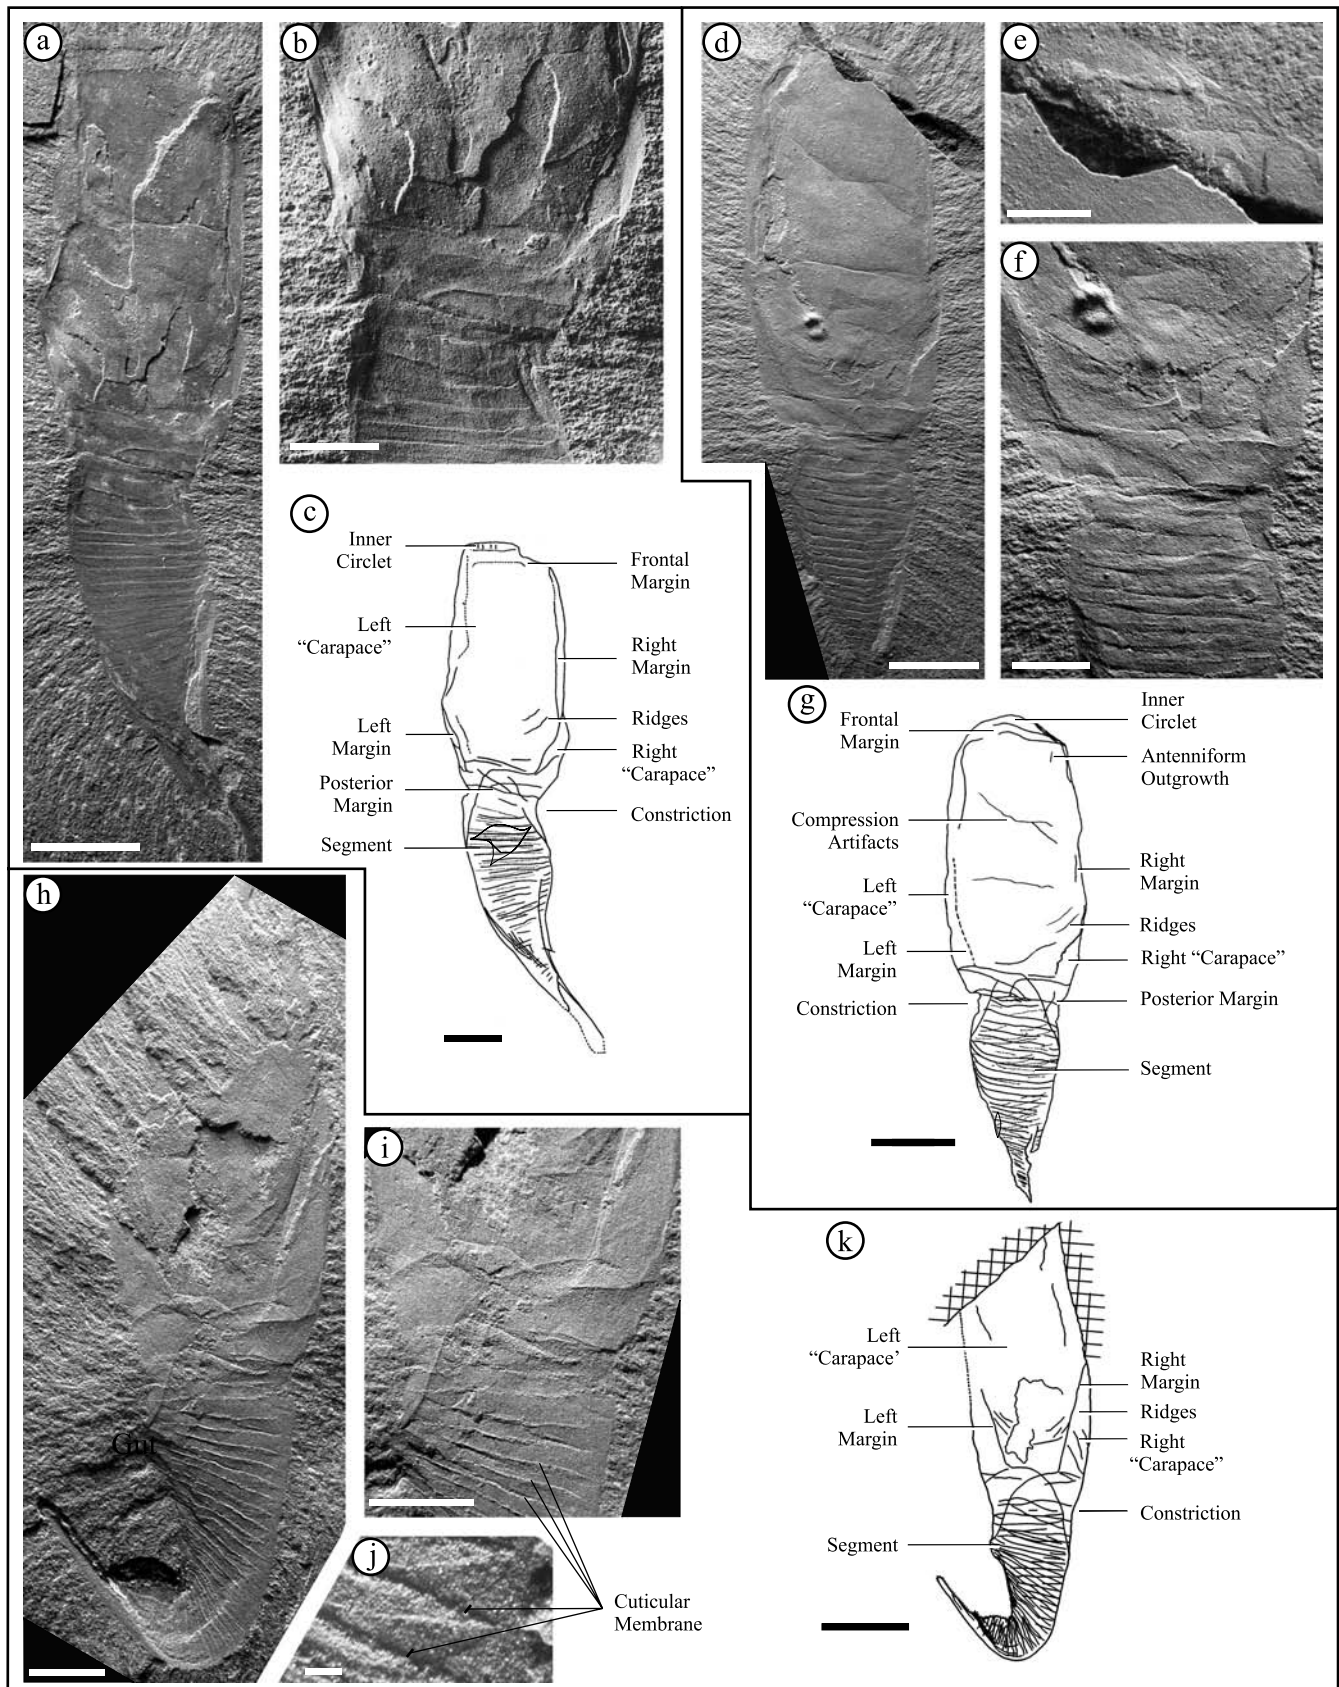 a
b
c
Inner
Circlet
Frontal
Margin
Left
“Carapace”
Right
Margin
Ridges
Left
Margin
Right
“Carapace”
Posterior
Margin
Constriction
Segment
d
e
f
g
Frontal
Margin
Inner
Circlet
Antenniform
Outgrowth
Compression
Artifacts
Right
Margin
Left
“Carapace”
Ridges
Left
Margin
Right “Carapace”
Constriction
Posterior Margin
Segment
h
Gut
i
j
Cuticular
Membrane
k
Left
“Carapace’
Right
Margin
Ridges
Left
Margin
Right
“Carapace”
Constriction
Segment